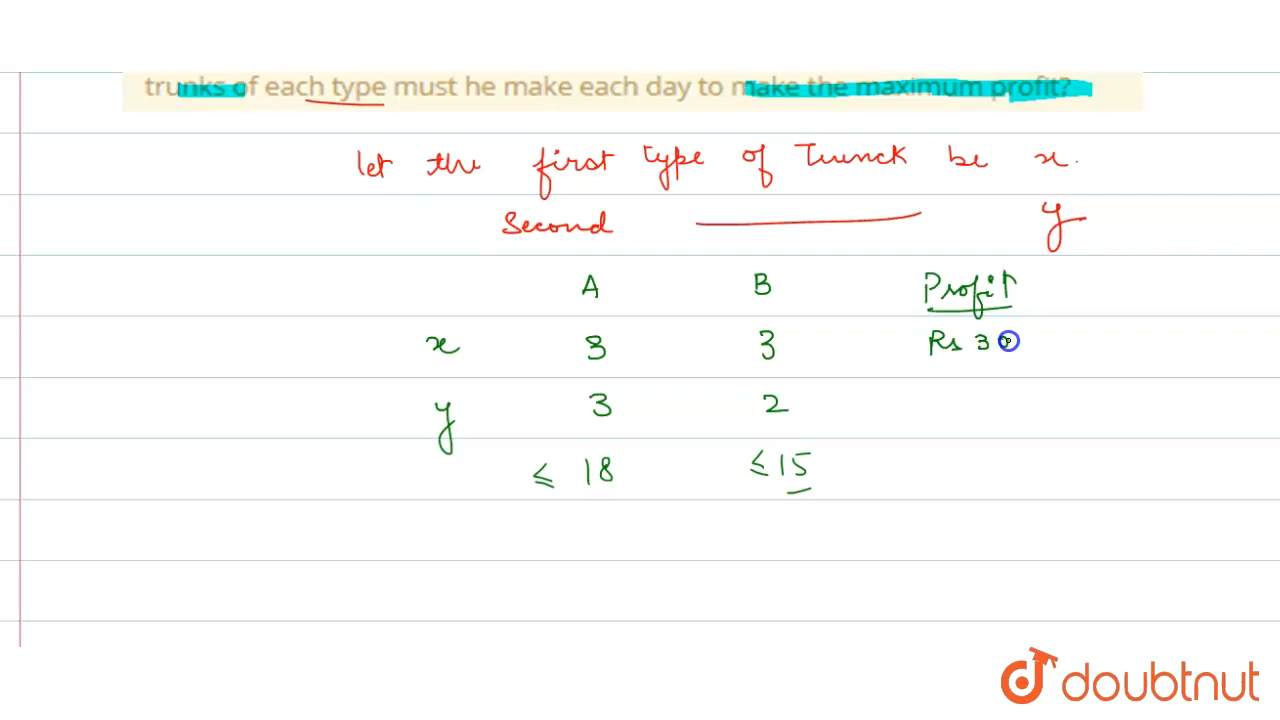 trunks of each type must he make each day to make the maximum profit?
let the first type of Trunck be x.
Second y
A B Profit
x 3 3 Rs 30
y 3 2
≤ 18 ≤ 15
doubtnut